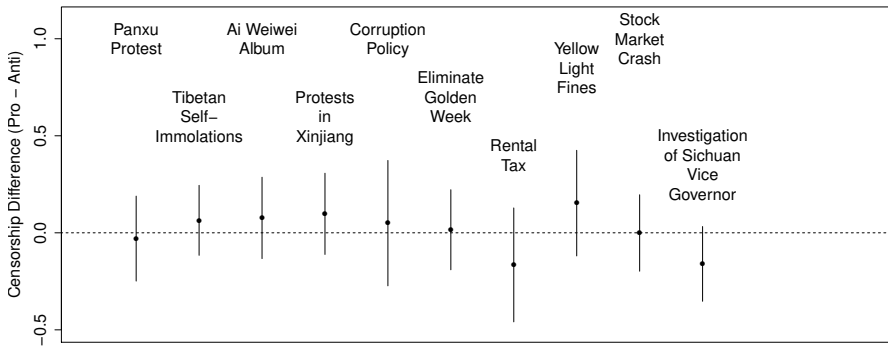 Censorship Difference (Pro − Anti)
1.0
0.5
0.0
−0.5
Panxu
Protest
Tibetan
Self−
Immolations
Ai Weiwei
Album
Protests
in
Xinjiang
Corruption
Policy
Eliminate
Golden
Week
Rental
Tax
Yellow
Light
Fines
Stock
Market
Crash
Investigation
of Sichuan
Vice
Governor